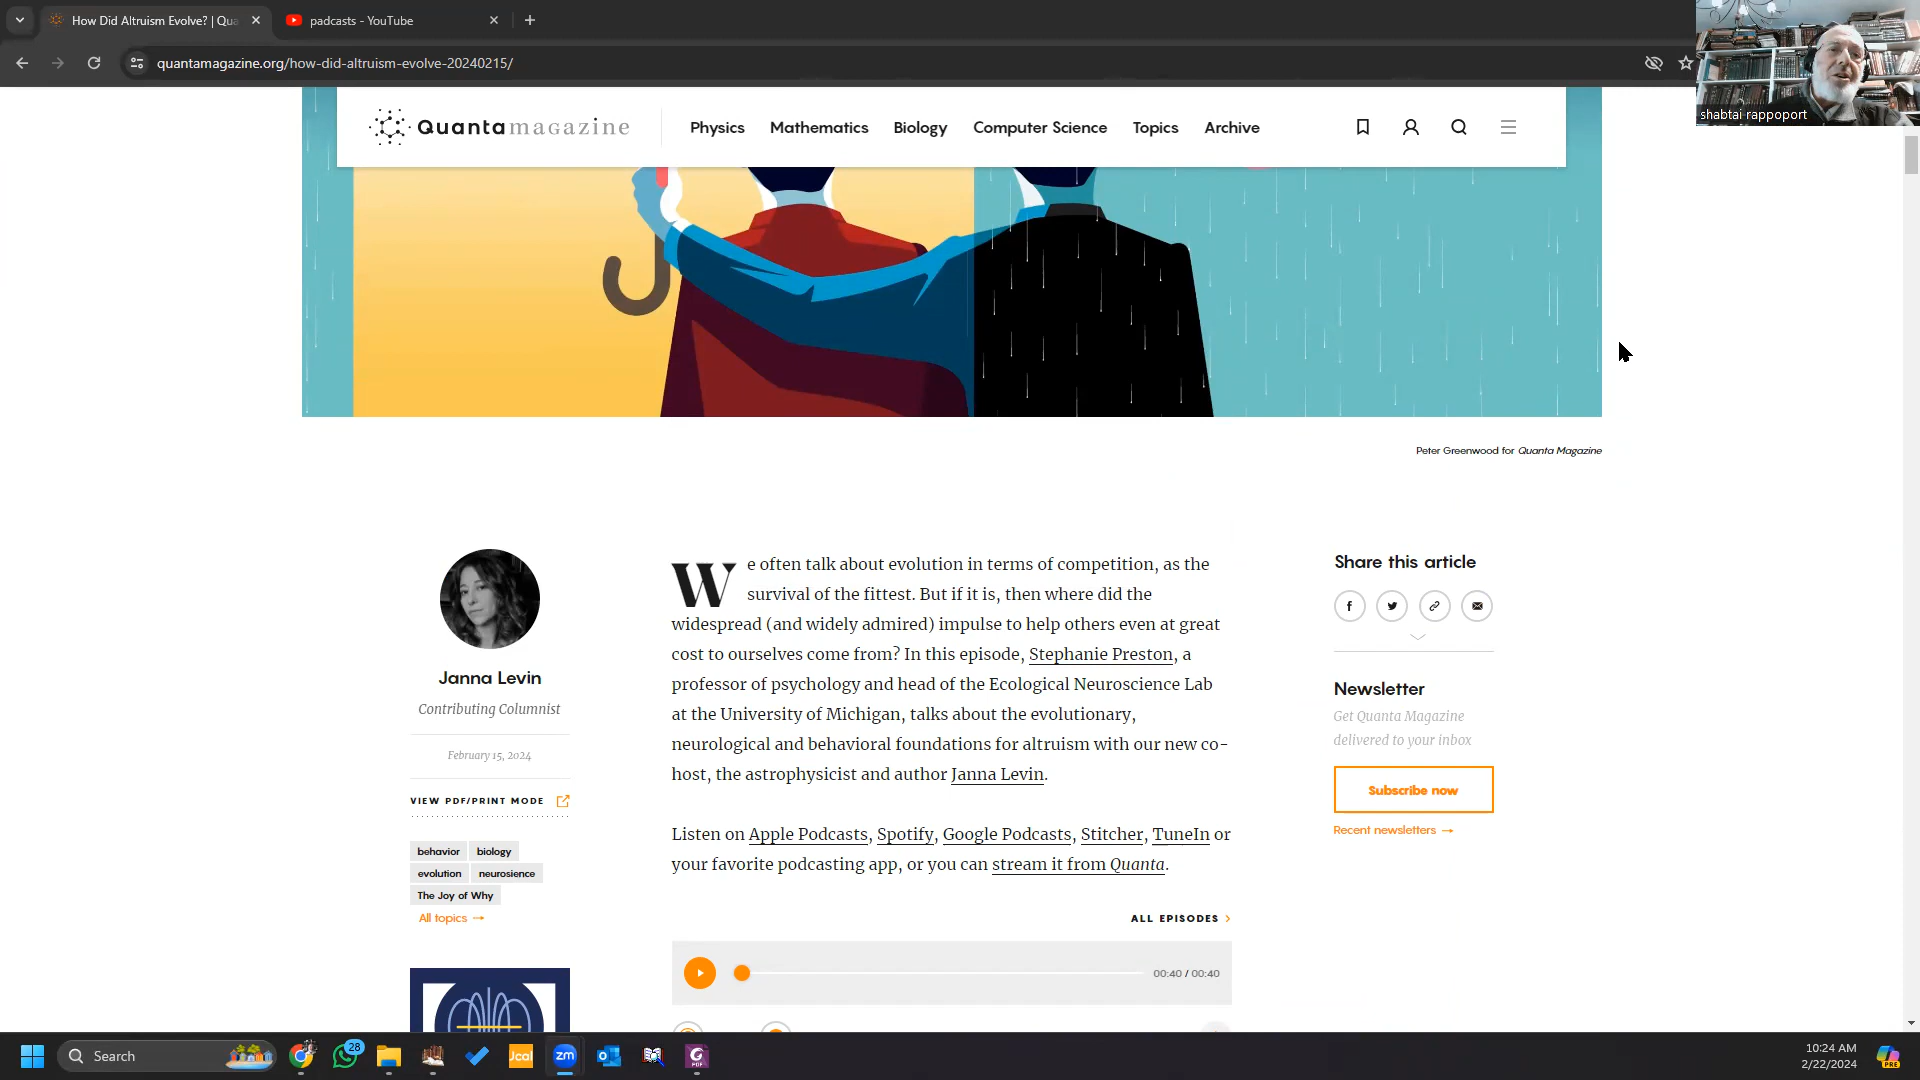 How Did Altruism Evolve? | Qua
padcasts - YouTube
quantamagazine.org/how-did-altruism-evolve-20240215/
shabtai rappoport
Quantamagazine
Physics
Mathematics
Biology
Computer Science
Topics
Archive
Peter Greenwood for Quanta Magazine
Janna Levin
Contributing Columnist
February 15, 2024
VIEW PDF/PRINT MODE
behavior
biology
evolution
neuroscience
The Joy of Why
All topics →
We often talk about evolution in terms of competition, as the
survival of the fittest. But if it is, then where did the
widespread (and widely admired) impulse to help others even at great
cost to ourselves come from? In this episode, Stephanie Preston, a
professor of psychology and head of the Ecological Neuroscience Lab
at the University of Michigan, talks about the evolutionary,
neurological and behavioral foundations for altruism with our new co-
host, the astrophysicist and author Janna Levin.
Listen on Apple Podcasts, Spotify, Google Podcasts, Stitcher, TuneIn or
your favorite podcasting app, or you can stream it from Quanta.
ALL EPISODES >
00:40 / 00:40
Share this article
Newsletter
Get Quanta Magazine
delivered to your inbox
Subscribe now
Recent newsletters →
Search
28
Jcal
zm
PDF
10:24 AM
2/22/2024
PRE